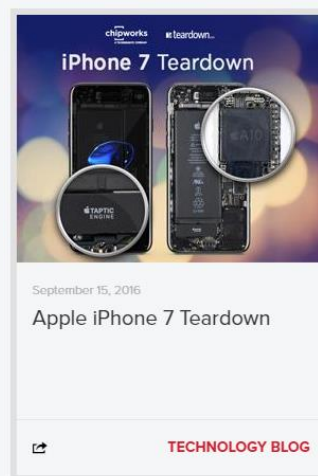 chipworks
teardown...
iPhone 7 Teardown
A10
TAPTIC
ENGINE
September 15, 2016
Apple iPhone 7 Teardown
TECHNOLOGY BLOG